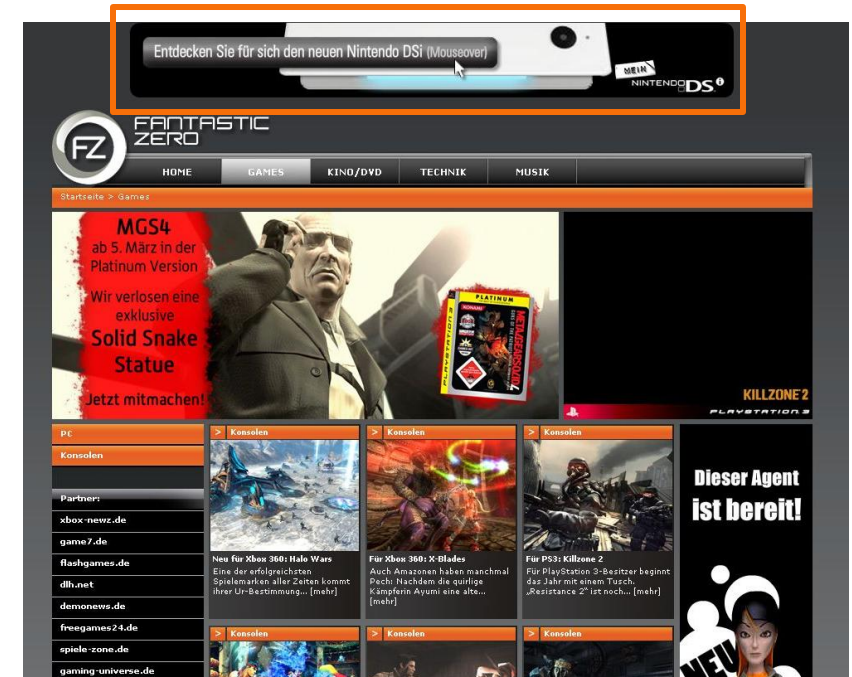 Entdecken Sie für sich den neuen Nintendo DSi (Mouseover)
MEIN
NINTENDO DSi
FZ
FANTASTIC
ZERO
HOME GAMES KINO/DVD TECHNIK MUSIK
Startseite > Games
MGS4
ab 5. März in der
Platinum Version
Wir verlosen eine
exklusive
Solid Snake
Statue
Jetzt mitmachen!
PLATINUM
KONAMI
PLAYSTATION 3
KILLZONE 2
PLAYSTATION 3
PC
Konsolen
Partner:
xbox-newz.de
game7.de
flashgames.de
dlh.net
demonews.de
freegames24.de
spiele-zone.de
gaming-universe.de
> Konsolen
Neu für Xbox 360: Halo Wars
Eine der erfolgreichsten
Spielemarken aller Zeiten kommt
ihrer Ur-Bestimmung... [mehr]
> Konsolen
Für Xbox 360: X-Blades
Auch Amazonen haben manchmal
Pech: Nachdem die quirlige
Kämpferin Ayumi eine alte...
[mehr]
> Konsolen
Für PS3: Killzone 2
Für PlayStation 3-Besitzer beginnt
das Jahr mit einem Tusch.
„Resistance 2" ist noch... [mehr]
> Konsolen
> Konsolen
> Konsolen
Dieser Agent
ist bereit!
NEU